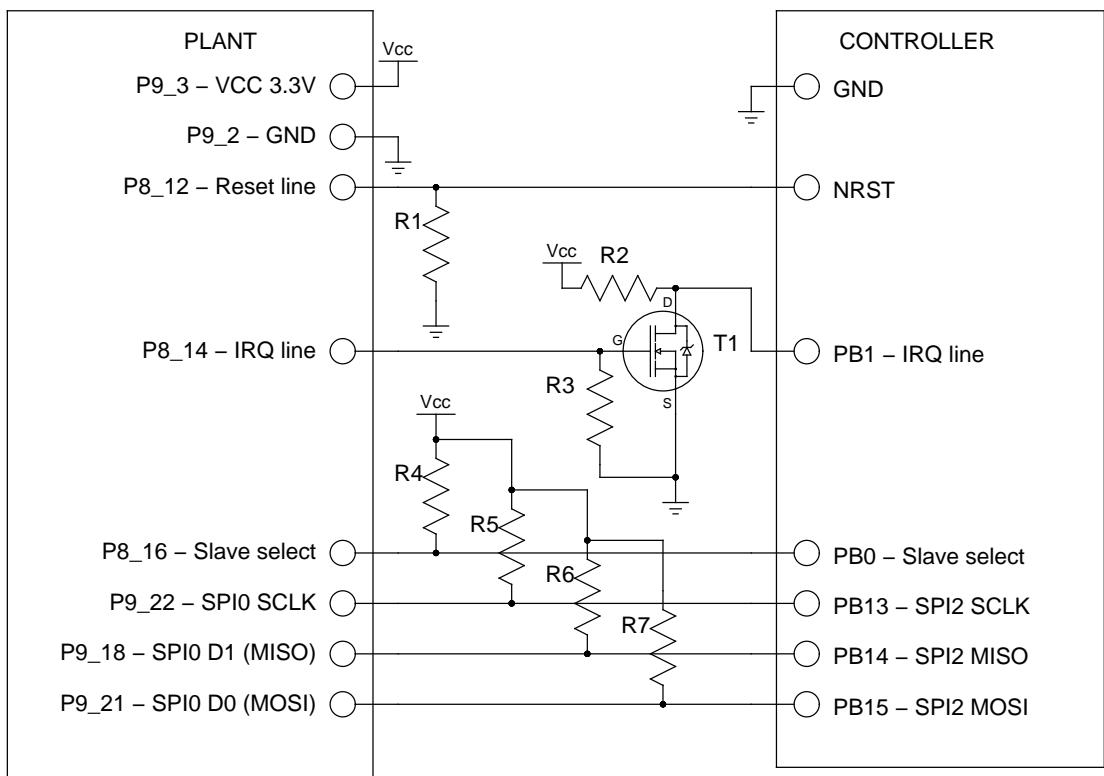 PLANT
CONTROLLER
Vcc
P9_3 – VCC 3.3V
GND
P9_2 – GND
P8_12 – Reset line
NRST
R1
Vcc
R2
D
G
T1
P8_14 – IRQ line
PB1 – IRQ line
R3
S
Vcc
R4
R5
P8_16 – Slave select
PB0 – Slave select
R6
P9_22 – SPI0 SCLK
PB13 – SPI2 SCLK
R7
P9_18 – SPI0 D1 (MISO)
PB14 – SPI2 MISO
P9_21 – SPI0 D0 (MOSI)
PB15 – SPI2 MOSI